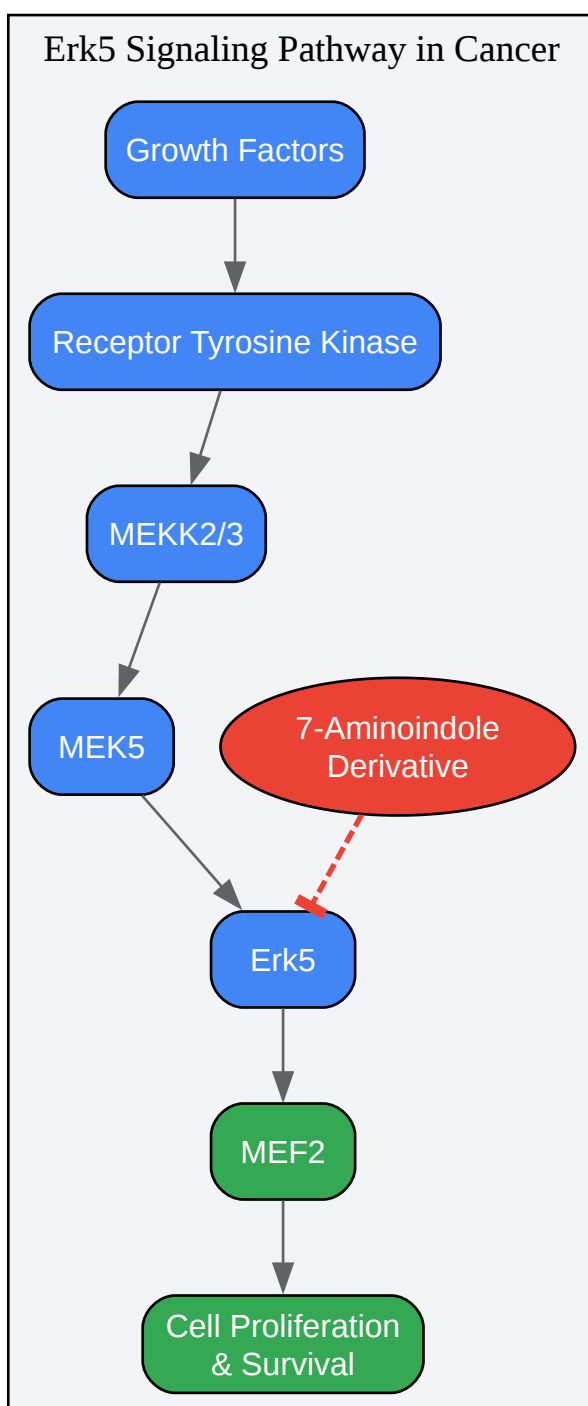 Erk5 Signaling Pathway in Cancer
Growth Factors
Receptor Tyrosine Kinase
MEKK2/3
MEK5
7-Aminoindole
Derivative
Erk5
MEF2
Cell Proliferation
& Survival